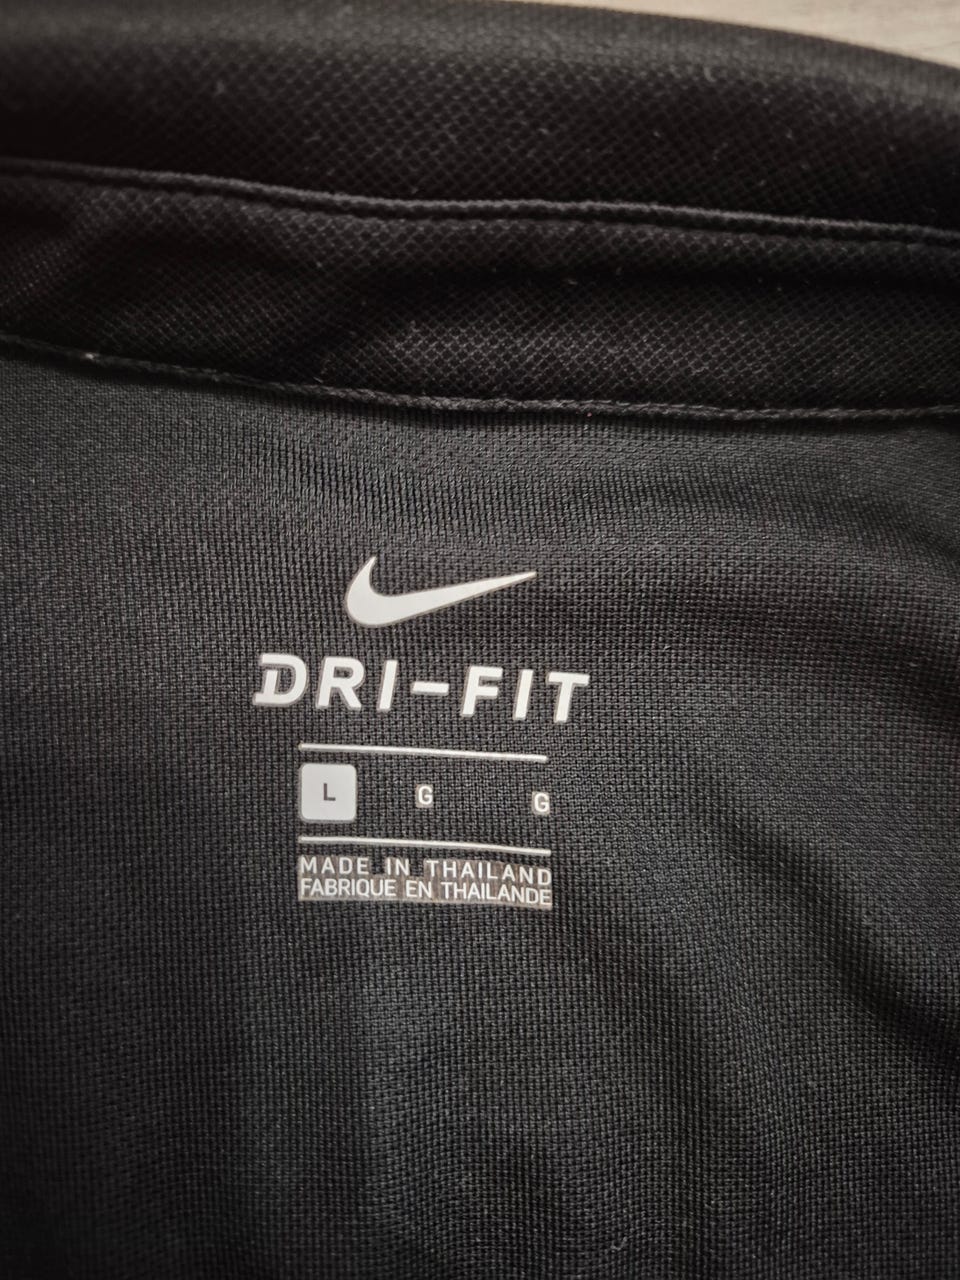 DRI-FIT
L G G
MADE IN THAILAND
FABRIQUE EN THAILANDE